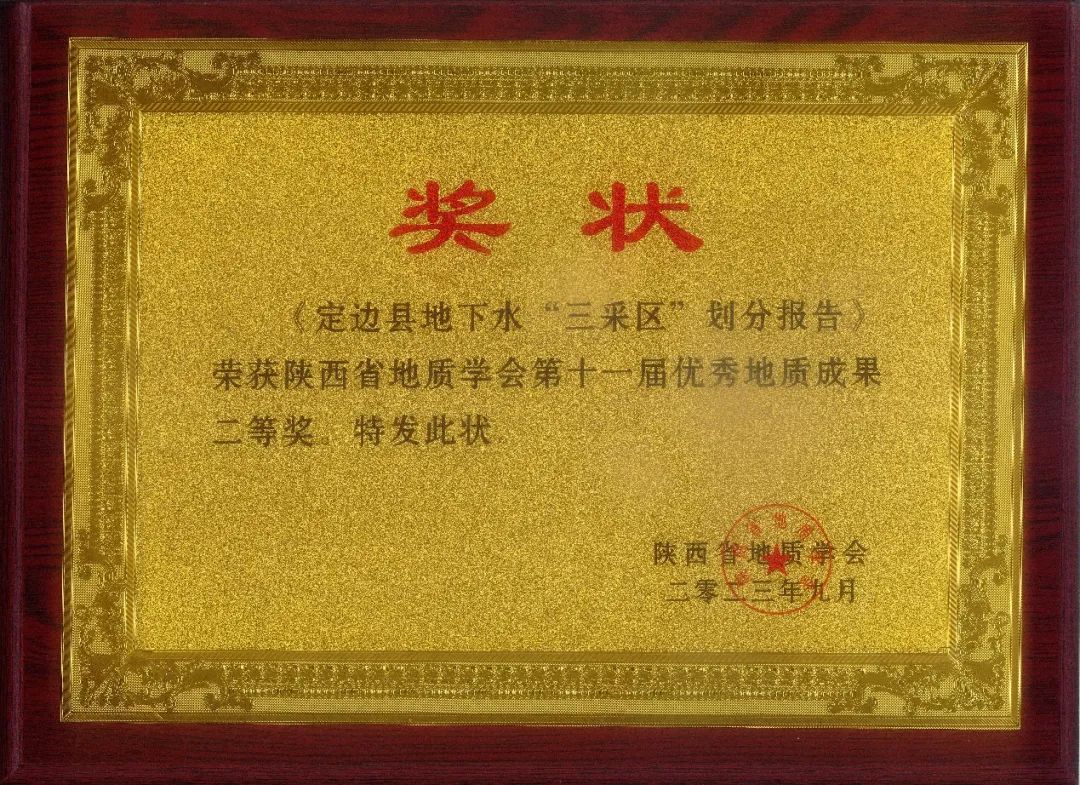 奖 状
《定边县地下水“三采区”划分报告》
荣获陕西省地质学会第十一届优秀地质成果
二等奖。特发此状
陕西省地质学会
二零二三年九月